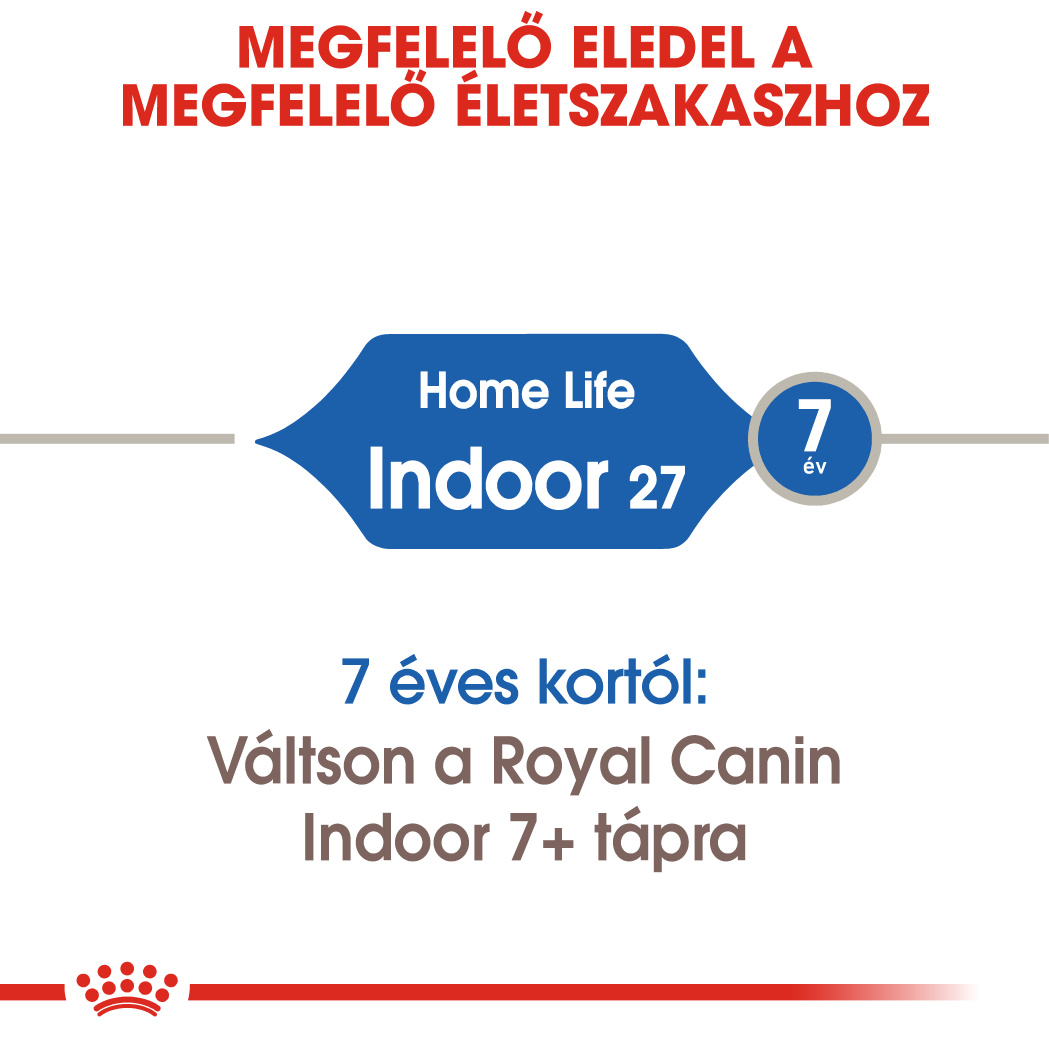 MEGFELELŐ ELEDEL A
MEGFELELŐ ÉLETSZAKASZHOZ
Home Life
Indoor 27
7
év
7 éves kortól:
Váltson a Royal Canin
Indoor 7+ tápra